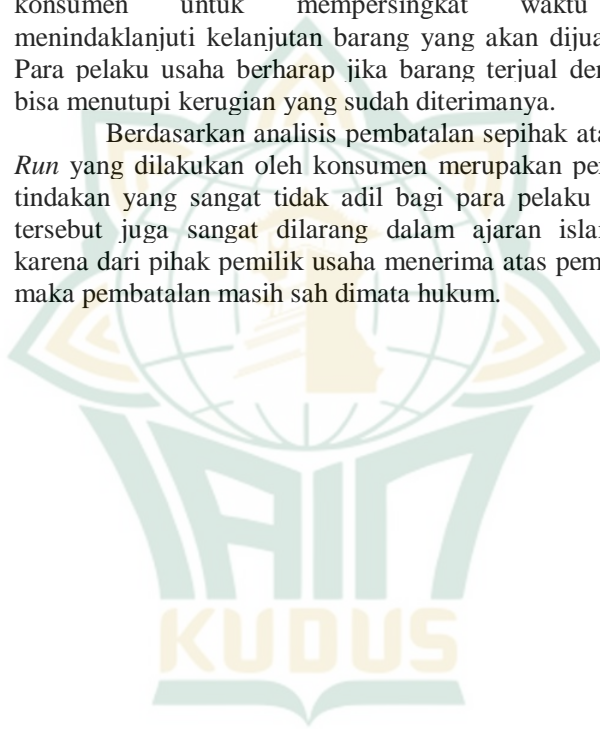 konsumen untuk mempersingkat waktu
menindaklanjuti kelanjutan barang yang akan dijua
Para pelaku usaha berharap jika barang terjual der
bisa menutupi kerugian yang sudah diterimanya.
Berdasarkan analisis pembatalan sepihak ata
Run yang dilakukan oleh konsumen merupakan per
tindakan yang sangat tidak adil bagi para pelaku
tersebut juga sangat dilarang dalam ajaran isla
karena dari pihak pemilik usaha menerima atas pem
maka pembatalan masih sah dimata hukum.
IAIN
KUDUS